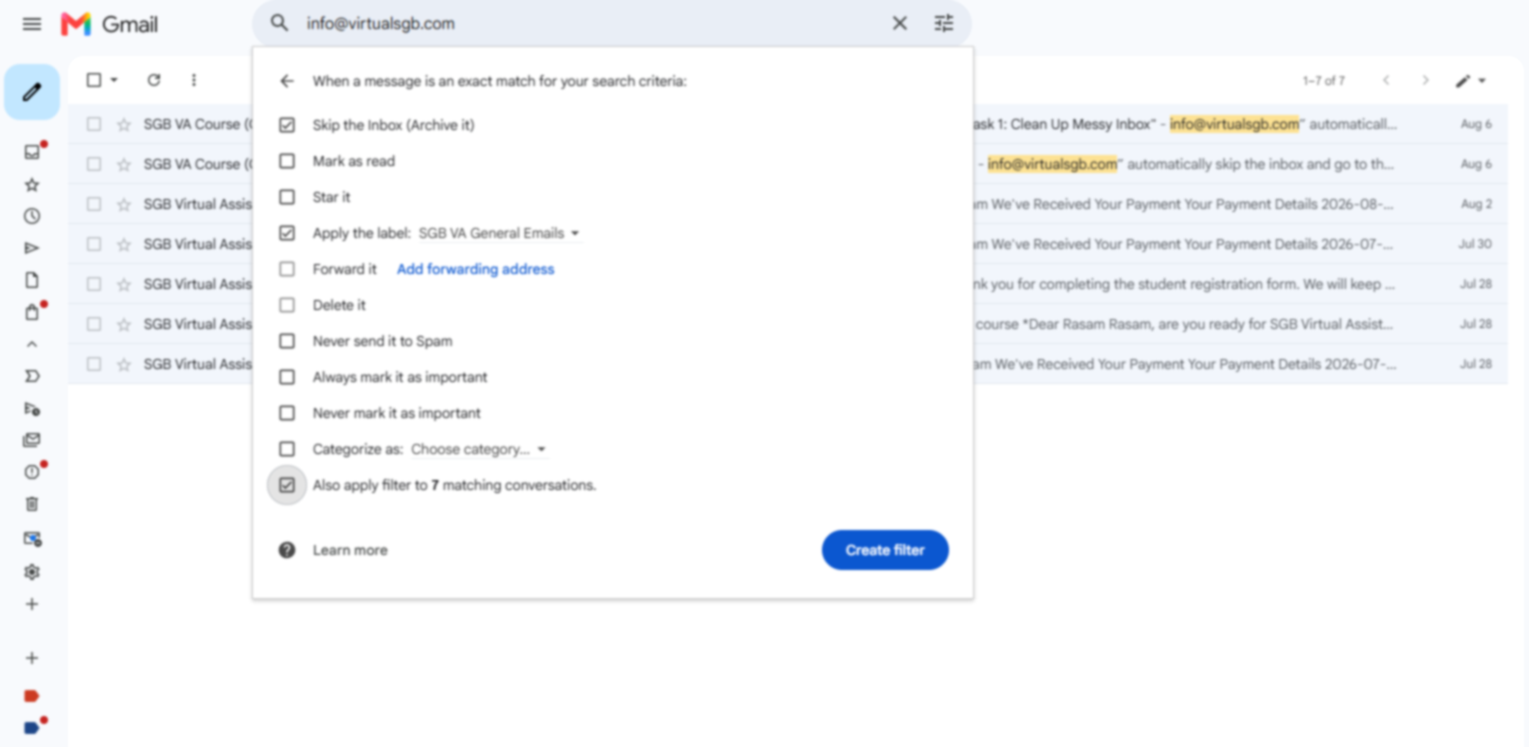 Gmail
info@virtualsgb.com
When a message is an exact match for your search criteria:
1–7 of 7
Skip the Inbox (Archive it)
Mark as read
Star it
Apply the label: SGB VA General Emails
Forward it Add forwarding address
Delete it
Never send it to Spam
Always mark it as important
Never mark it as important
Categorize as: Choose category...
Also apply filter to 7 matching conversations.
Learn more
Create filter
SGB VA Course (
ask 1: Clean Up Messy Inbox" - info@virtualsgb.com" automaticall... Aug 6
SGB VA Course (
- info@virtualsgb.com" automatically skip the inbox and go to th... Aug 6
SGB Virtual Assis
m We've Received Your Payment Your Payment Details 2026-08-... Aug 2
SGB Virtual Assis
am We've Received Your Payment Your Payment Details 2026-07-... Jul 30
SGB Virtual Assis
nk you for completing the student registration form. We will keep ... Jul 28
SGB Virtual Assis
course *Dear Rasam Rasam, are you ready for SGB Virtual Assist... Jul 28
SGB Virtual Assis
am We've Received Your Payment Your Payment Details 2026-07-... Jul 28